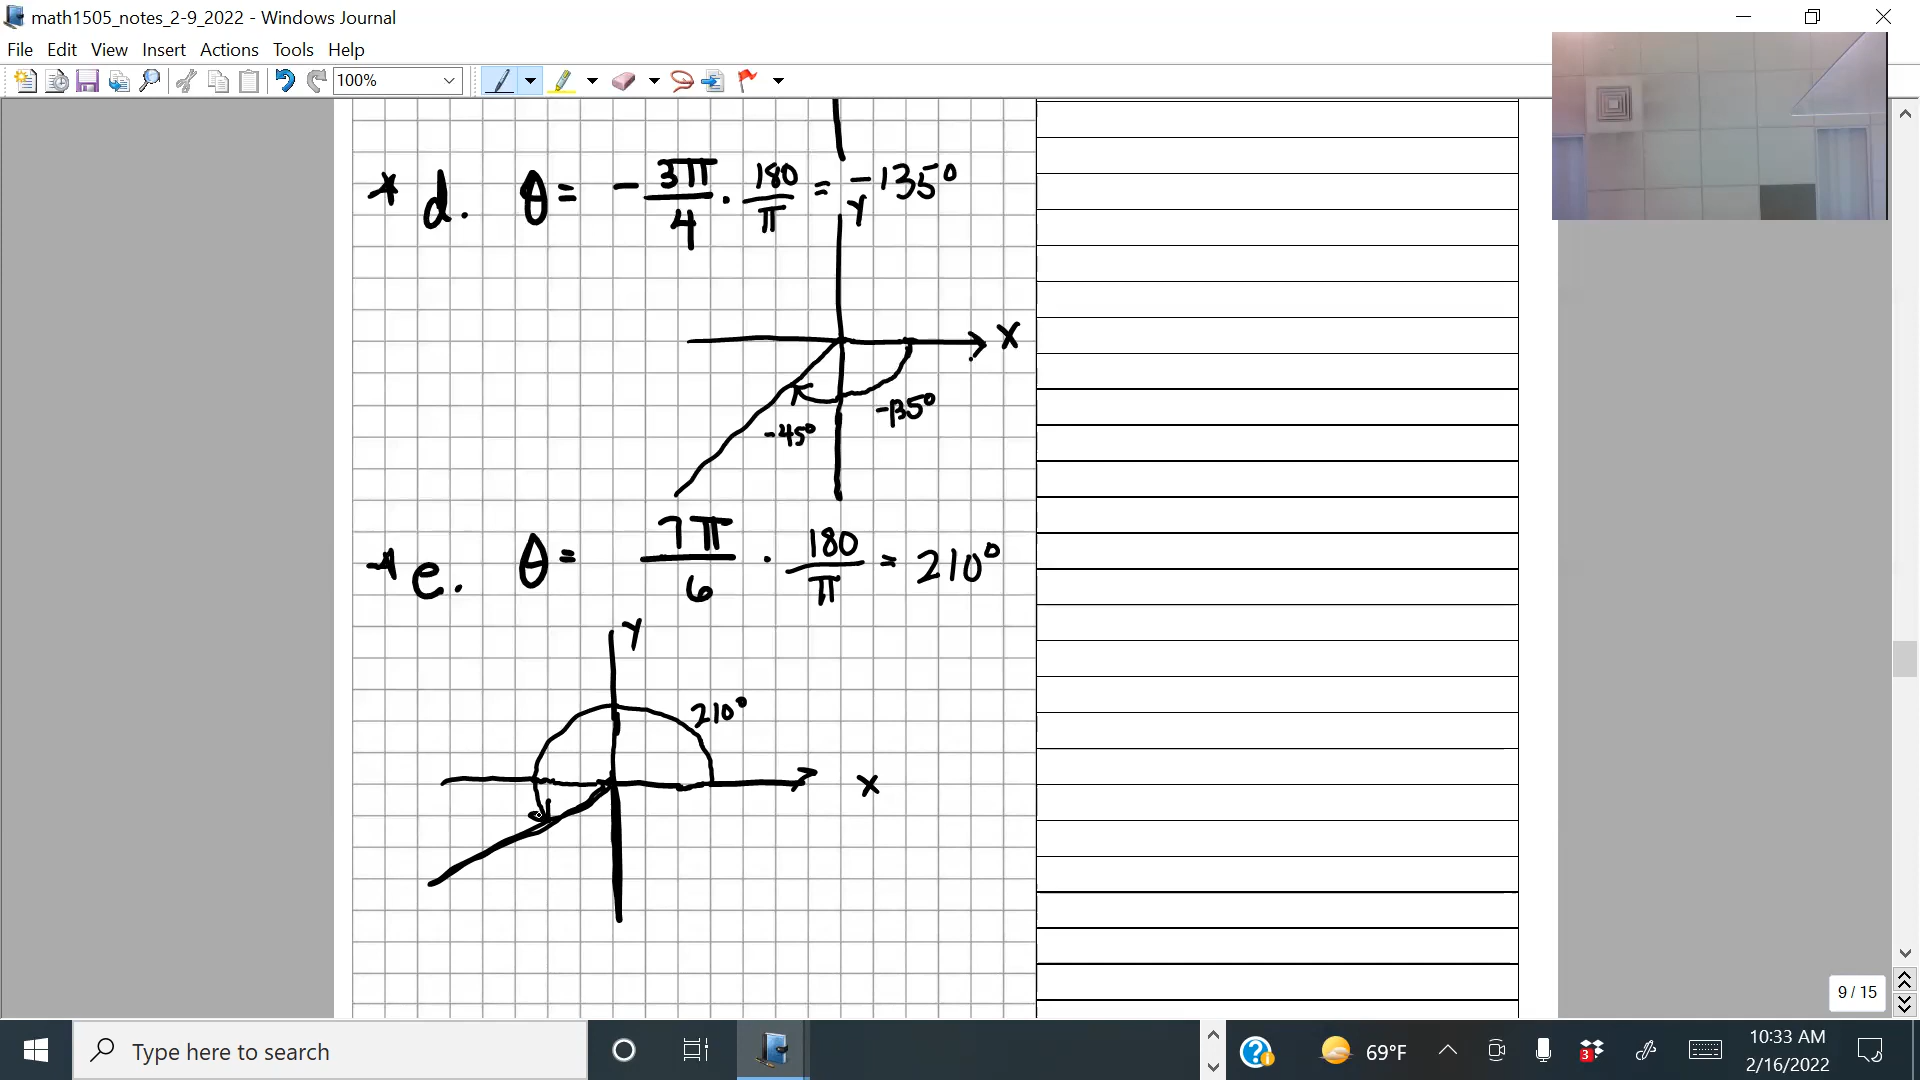 math1505_notes_2-9_2022 - Windows Journal
File Edit View Insert Actions Tools Help
100%
* d. θ = - 3π/4 · 180/π = -135°
Y
X
-135°
-45°
* e. θ = 7π/6 · 180/π = 210°
Y
210°
X
9 / 15
Type here to search
69°F
3
10:33 AM
2/16/2022